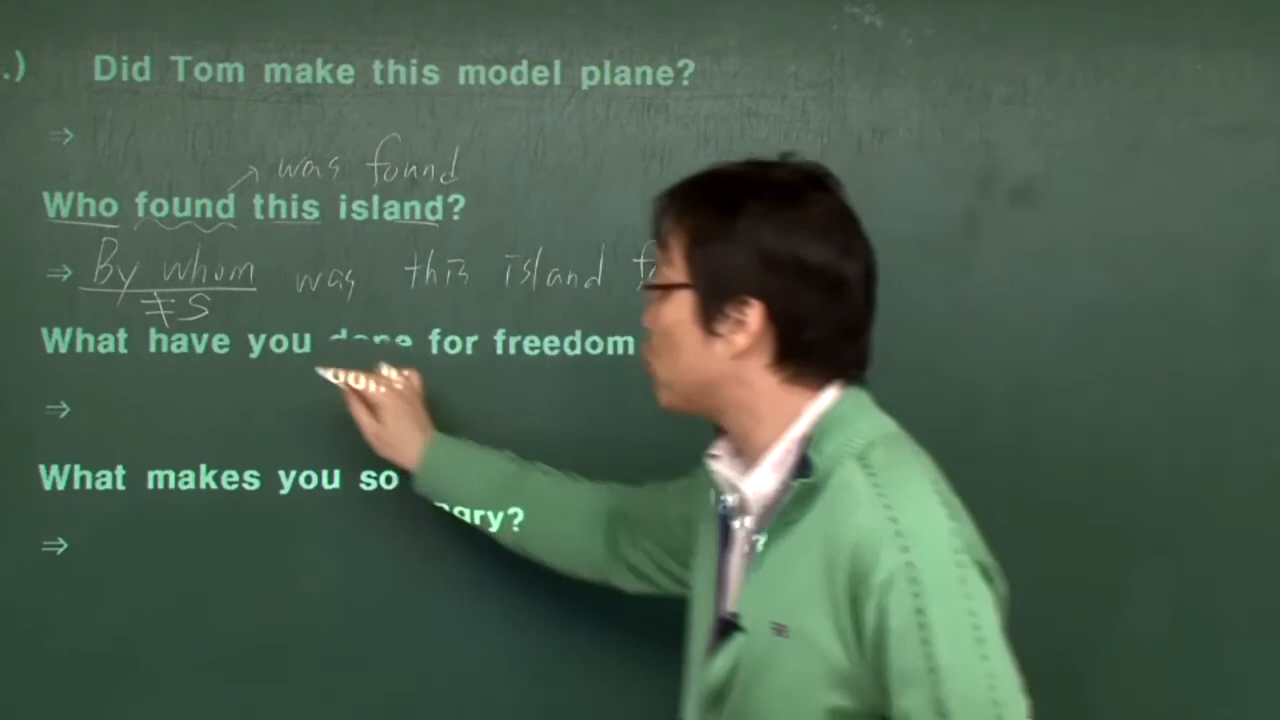 .) Did Tom make this model plane?
⇒
was found
Who found this island?
⇒ By whom was this island
≠S
What have you done for freedom
⇒
What makes you so
⇒